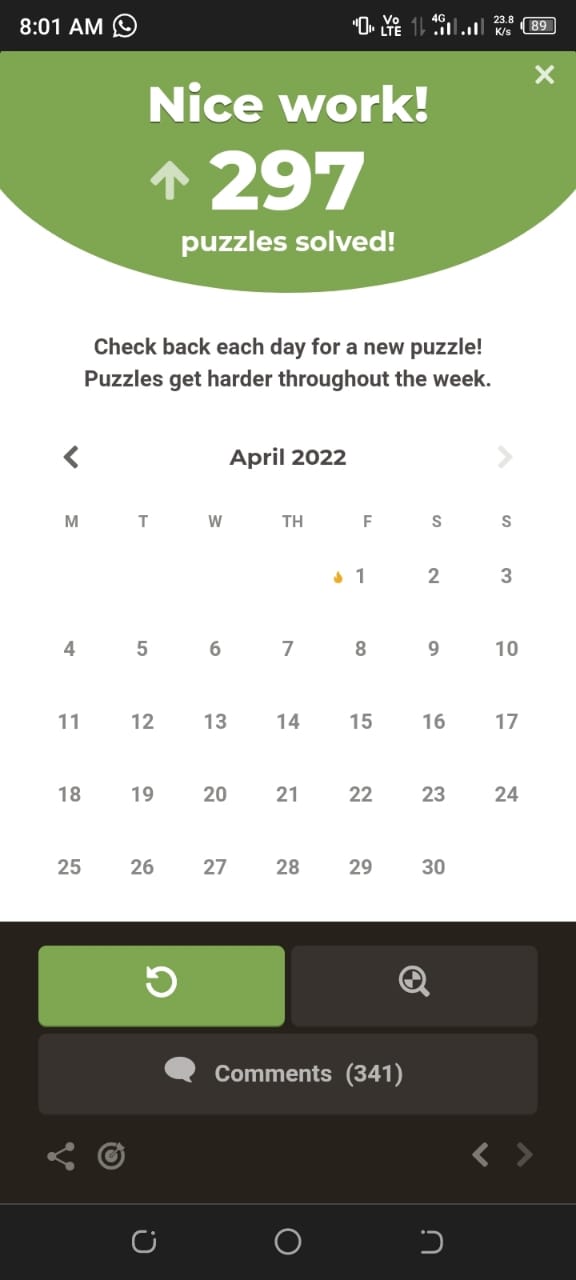 8:01 AM Vo LTE 4G 23.8 K/s 89
Nice work!
297
puzzles solved!
Check back each day for a new puzzle!
Puzzles get harder throughout the week.
April 2022
M T W TH F S S
1 2 3
4 5 6 7 8 9 10
11 12 13 14 15 16 17
18 19 20 21 22 23 24
25 26 27 28 29 30
Comments (341)